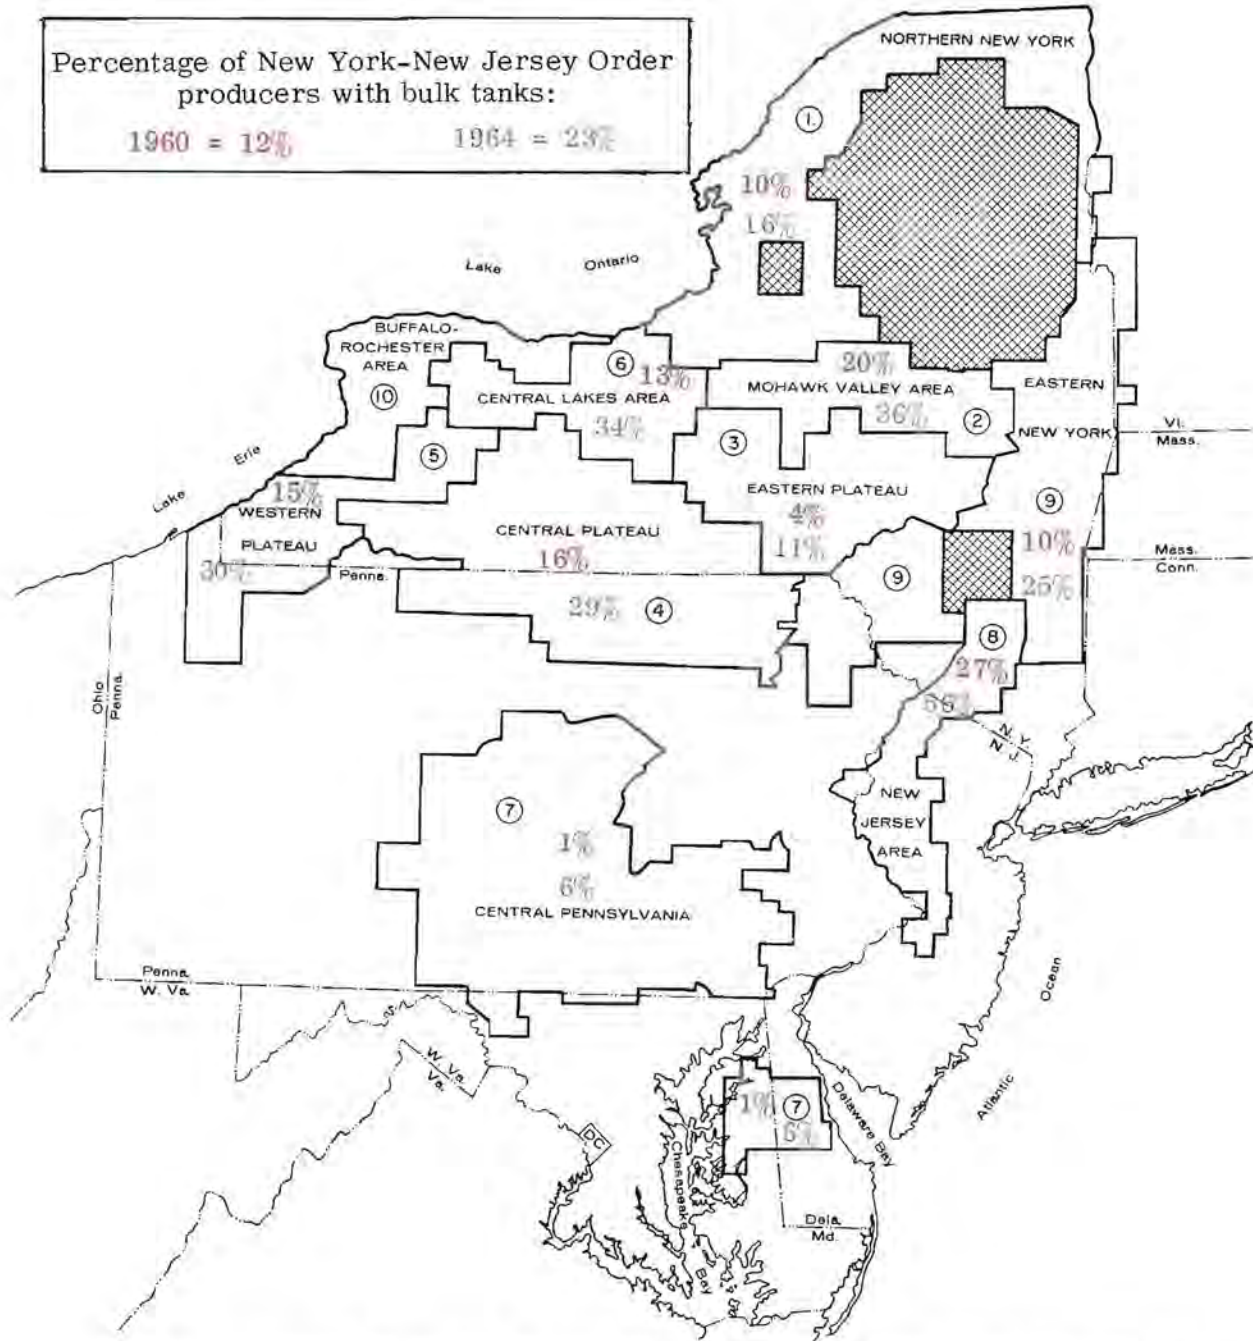 Percentage of New York-New Jersey Order
producers with bulk tanks:
1960 = 12% 1964 = 23%
NORTHERN NEW YORK
①
10%
16%
Lake Ontario
BUFFALO-
ROCHESTER
AREA
⑩
⑥
13%
CENTRAL LAKES AREA
34%
20%
MOHAWK VALLEY AREA
36%
②
EASTERN
NEW YORK
Vt.
Mass.
⑨
10%
25%
Mass.
Conn.
③
EASTERN PLATEAU
4%
11%
⑤
Lake Erie
15%
WESTERN
PLATEAU
30%
CENTRAL PLATEAU
16%
Penna.
29%
④
⑨
⑧
27%
N. Y.
N. J.
Ohio
Penna.
NEW
JERSEY
AREA
⑦
1%
6%
CENTRAL PENNSYLVANIA
Penna.
W. Va.
W. Va.
Va.
DC
1%
⑦
6%
Chesapeake Bay
Delaware Bay
Dela.
Md.
Atlantic Ocean